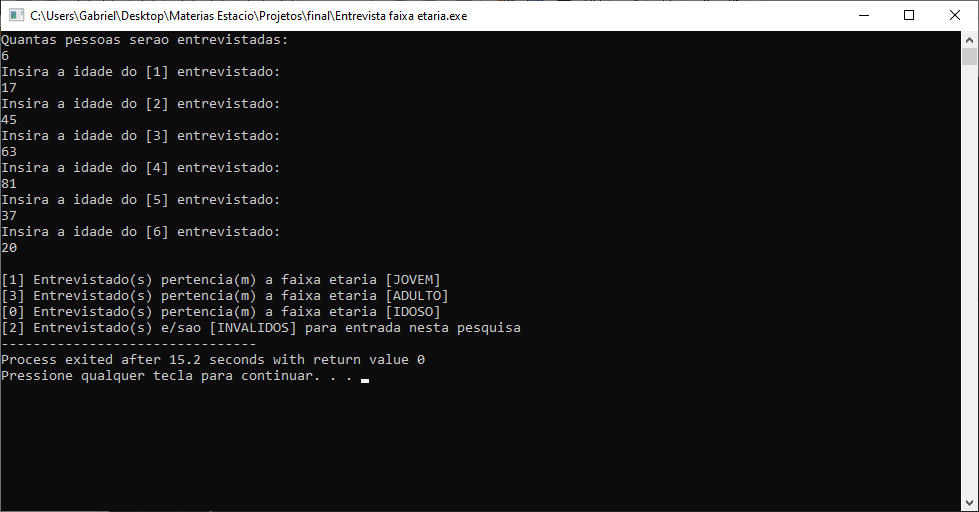 C:\Users\Gabriel\Desktop\Materias Estacio\Projetos\final\Entrevista faixa etaria.exe
Quantas pessoas serao entrevistadas:
6
Insira a idade do [1] entrevistado:
17
Insira a idade do [2] entrevistado:
45
Insira a idade do [3] entrevistado:
63
Insira a idade do [4] entrevistado:
81
Insira a idade do [5] entrevistado:
37
Insira a idade do [6] entrevistado:
20
[1] Entrevistado(s) pertencia(m) a faixa etaria [JOVEM]
[3] Entrevistado(s) pertencia(m) a faixa etaria [ADULTO]
[0] Entrevistado(s) pertencia(m) a faixa etaria [IDOSO]
[2] Entrevistado(s) e/sao [INVALIDOS] para entrada nesta pesquisa
--------------------------------
Process exited after 15.2 seconds with return value 0
Pressione qualquer tecla para continuar. . .